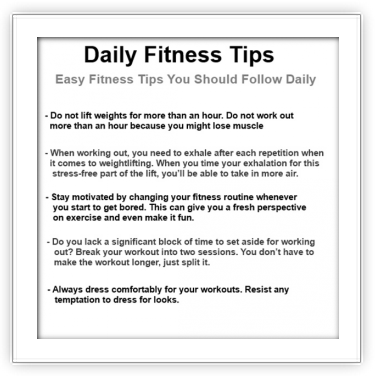 Daily Fitness Tips
Easy Fitness Tips You Should Follow Daily
- Do not lift weights for more than an hour. Do not work out
more than an hour because you might lose muscle
- When working out, you need to exhale after each repetition when
it comes to weightlifting. When you time your exhalation for this
stress-free part of the lift, you'll be able to take in more air.
- Stay motivated by changing your fitness routine whenever
you start to get bored. This can give you a fresh perspective
on exercise and even make it fun.
- Do you lack a significant block of time to set aside for working
out? Break your workout into two sessions. You don't have to
make the workout longer, just split it.
- Always dress comfortably for your workouts. Resist any
temptation to dress for looks.